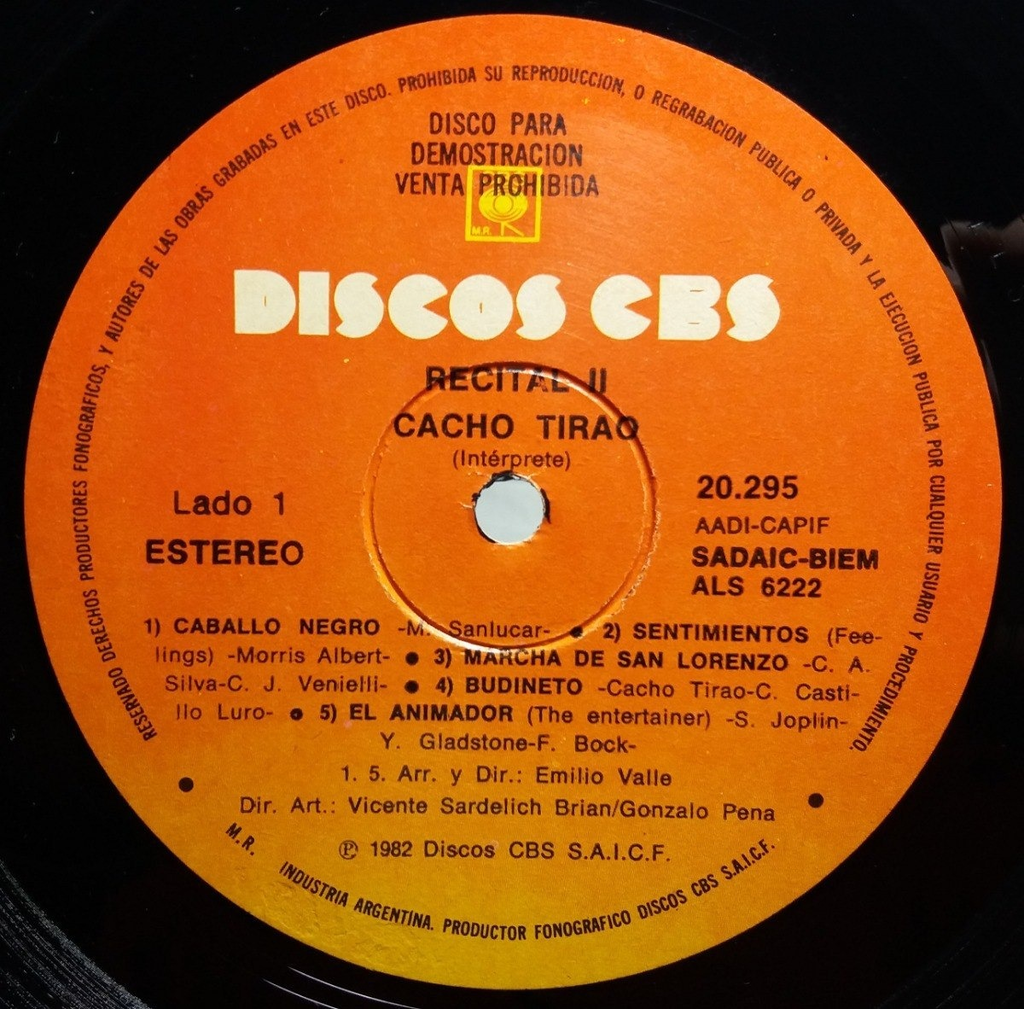 RESERVADO DERECHOS PRODUCTORES FONOGRAFICOS, Y AUTORES DE LAS OBRAS GRABADAS EN ESTE DISCO. PROHIBIDA SU REPRODUCCION, O REGRABACION PUBLICA O PRIVADA Y LA EJECUCION PUBLICA POR CUALQUIER USUARIO Y PROCEDIMIENTO.
DISCO PARA
DEMOSTRACION
VENTA PROHIBIDA
M.R.
DISCOS CBS
RECITAL II
CACHO TIRAO
(Intérprete)
Lado 1
ESTEREO
20.295
AADI-CAPIF
SADAIC-BIEM
ALS 6222
1) CABALLO NEGRO -M. Sanlucar- ● 2) SENTIMIENTOS (Fee-
lings) -Morris Albert- ● 3) MARCHA DE SAN LORENZO -C. A.
Silva-C. J. Venielli- ● 4) BUDINETO -Cacho Tirao-C. Casti-
llo Luro- ● 5) EL ANIMADOR (The entertainer) -S. Joplin-
Y. Gladstone-F. Bock-
1. 5. Arr. y Dir.: Emilio Valle
Dir. Art.: Vicente Sardelich Brian/Gonzalo Pena
℗ 1982 Discos CBS S.A.I.C.F.
M.R. INDUSTRIA ARGENTINA. PRODUCTOR FONOGRAFICO DISCOS CBS S.A.I.C.F.